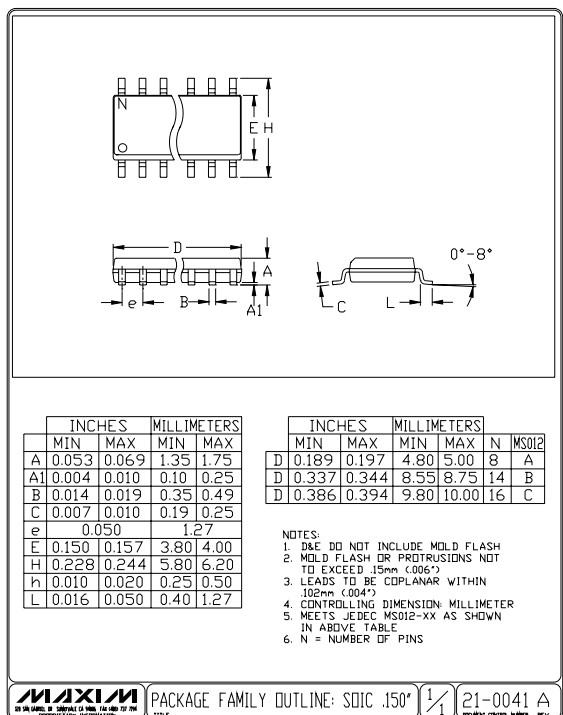 N
E H
D
A
0°-8°
e
B
A1
C
L
INCHES MILLIMETERS
MIN MAX MIN MAX
A 0.053 0.069 1.35 1.75
A1 0.004 0.010 0.10 0.25
B 0.014 0.019 0.35 0.49
C 0.007 0.010 0.19 0.25
e 0.050 1.27
E 0.150 0.157 3.80 4.00
H 0.228 0.244 5.80 6.20
h 0.010 0.020 0.25 0.50
L 0.016 0.050 0.40 1.27
INCHES MILLIMETERS
MIN MAX MIN MAX N MS012
D 0.189 0.197 4.80 5.00 8 A
D 0.337 0.344 8.55 8.75 14 B
D 0.386 0.394 9.80 10.00 16 C
NOTES:
1. D&E DO NOT INCLUDE MOLD FLASH
2. MOLD FLASH OR PROTRUSIONS NOT
TO EXCEED .15mm (.006")
3. LEADS TO BE COPLANAR WITHIN
.102mm (.004")
4. CONTROLLING DIMENSION: MILLIMETER
5. MEETS JEDEC MS012-XX AS SHOWN
IN ABOVE TABLE
6. N = NUMBER OF PINS
MAXIM
PACKAGE FAMILY OUTLINE: SOIC .150"
1/1
21-0041 A
TITLE